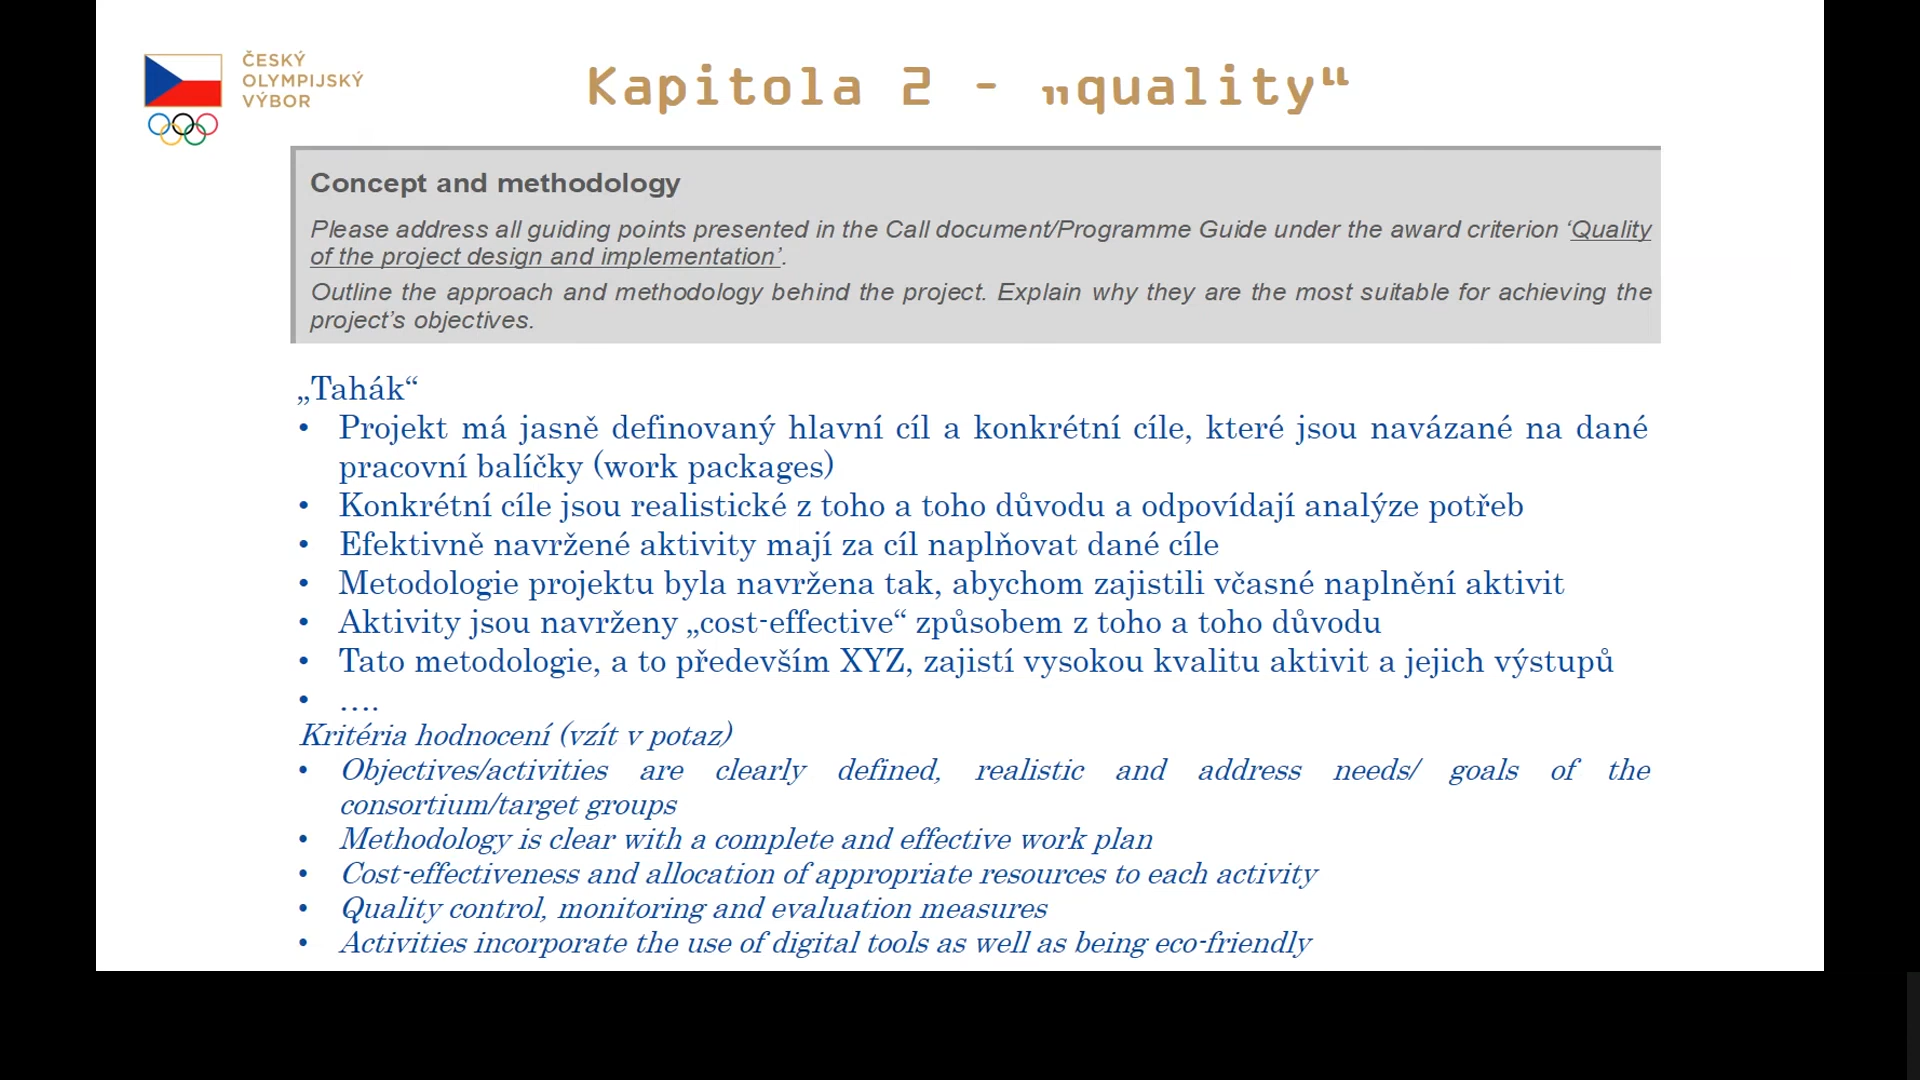 ČESKÝ
OLYMPIJSKÝ
VÝBOR
Kapitola 2 - „quality“
Concept and methodology
Please address all guiding points presented in the Call document/Programme Guide under the award criterion ‘Quality
of the project design and implementation’.
Outline the approach and methodology behind the project. Explain why they are the most suitable for achieving the
project’s objectives.
„Tahák“
• Projekt má jasně definovaný hlavní cíl a konkrétní cíle, které jsou navázané na dané
pracovní balíčky (work packages)
• Konkrétní cíle jsou realistické z toho a toho důvodu a odpovídají analýze potřeb
• Efektivně navržené aktivity mají za cíl naplňovat dané cíle
• Metodologie projektu byla navržena tak, abychom zajistili včasné naplnění aktivit
• Aktivity jsou navrženy „cost-effective“ způsobem z toho a toho důvodu
• Tato metodologie, a to především XYZ, zajistí vysokou kvalitu aktivit a jejich výstupů
• ….
Kritéria hodnocení (vzít v potaz)
• Objectives/activities are clearly defined, realistic and address needs/ goals of the
consortium/target groups
• Methodology is clear with a complete and effective work plan
• Cost-effectiveness and allocation of appropriate resources to each activity
• Quality control, monitoring and evaluation measures
• Activities incorporate the use of digital tools as well as being eco-friendly